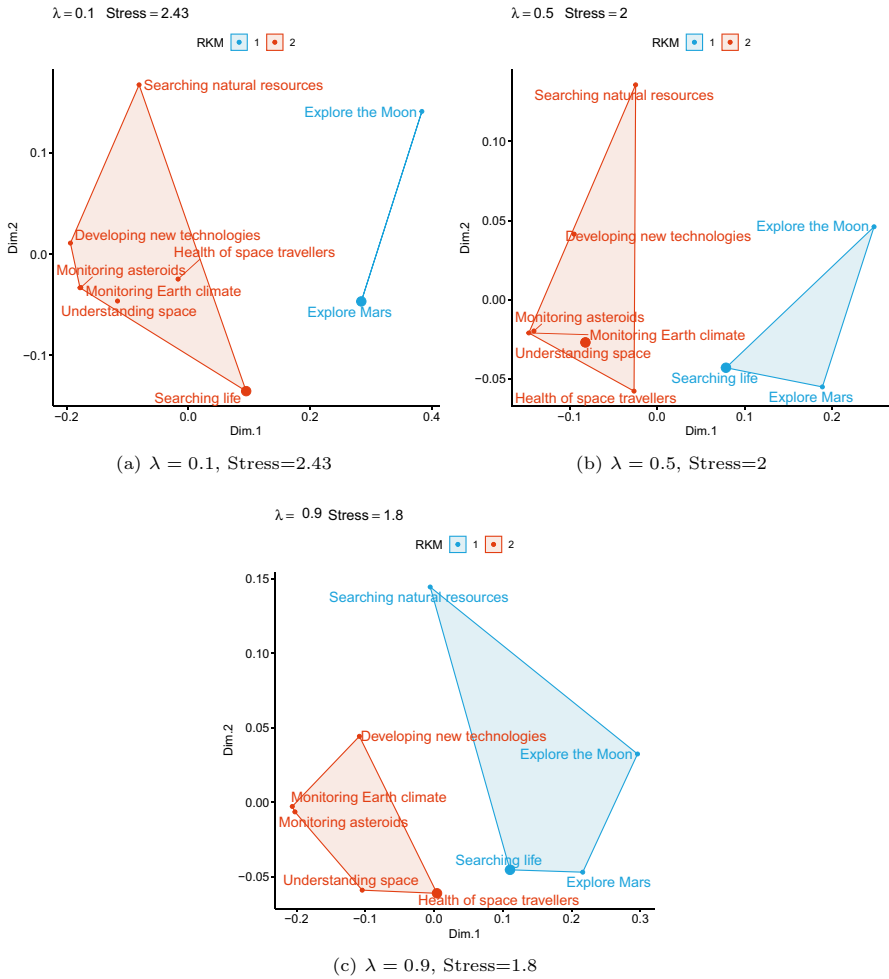 λ = 0.1 Stress = 2.43
RKM 1 2
Searching natural resources
Explore the Moon
0.1
Developing new technologies
Health of space travellers
0.0
Monitoring asteroids
Monitoring Earth climate
Understanding space
Explore Mars
−0.1
Searching life
Dim.2
−0.2 0.0 0.2 0.4
Dim.1
(a) λ = 0.1, Stress=2.43
λ = 0.5 Stress = 2
RKM 1 2
Searching natural resources
0.10
Explore the Moon
0.05
Developing new technologies
0.00
Monitoring asteroids
Monitoring Earth climate
Understanding space
Searching life
−0.05
Explore Mars
Health of space travellers
Dim.2
−0.1 0.0 0.1 0.2
Dim.1
(b) λ = 0.5, Stress=2
λ = 0.9 Stress = 1.8
RKM 1 2
0.15
Searching natural resources
0.10
0.05
Developing new technologies
Explore the Moon
0.00
Monitoring Earth climate
Monitoring asteroids
Searching life
−0.05
Understanding space
Explore Mars
Health of space travellers
Dim.2
−0.2 −0.1 0.0 0.1 0.2 0.3
Dim.1
(c) λ = 0.9, Stress=1.8